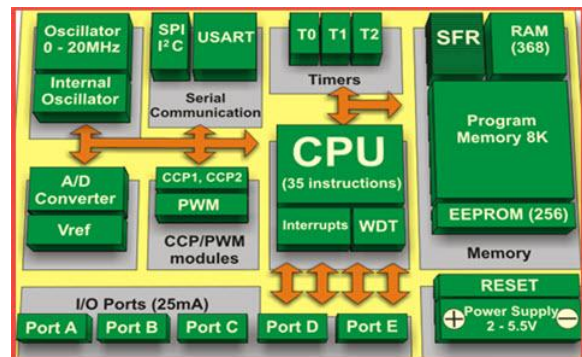 Oscillator
0 - 20MHz
Internal
Oscillator
SPI
I²C
USART
Serial
Communication
T0 T1 T2
Timers
SFR
RAM
(368)
Program
Memory 8K
EEPROM (256)
Memory
CPU
(35 instructions)
Interrupts
WDT
A/D
Converter
Vref
CCP1, CCP2
PWM
CCP/PWM
modules
I/O Ports (25mA)
Port A
Port B
Port C
Port D
Port E
RESET
+ Power Supply −
2 - 5.5V